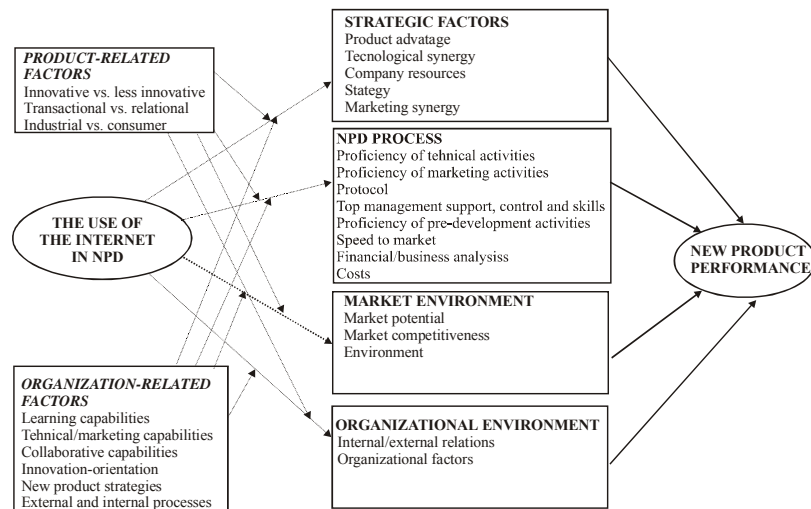 PRODUCT-RELATED
FACTORS
Innovative vs. less innovative
Transactional vs. relational
Industrial vs. consumer
THE USE OF
THE INTERNET
IN NPD
ORGANIZATION-RELATED
FACTORS
Learning capabilities
Tehnical/marketing capabilities
Collaborative capabilities
Innovation-orientation
New product strategies
External and internal processes
STRATEGIC FACTORS
Product advatage
Tecnological synergy
Company resources
Stategy
Marketing synergy
NPD PROCESS
Proficiency of tehnical activities
Proficiency of marketing activities
Protocol
Top management support, control and skills
Proficiency of pre-development activities
Speed to market
Financial/business analysiss
Costs
MARKET ENVIRONMENT
Market potential
Market competitiveness
Environment
ORGANIZATIONAL ENVIRONMENT
Internal/external relations
Organizational factors
NEW PRODUCT
PERFORMANCE